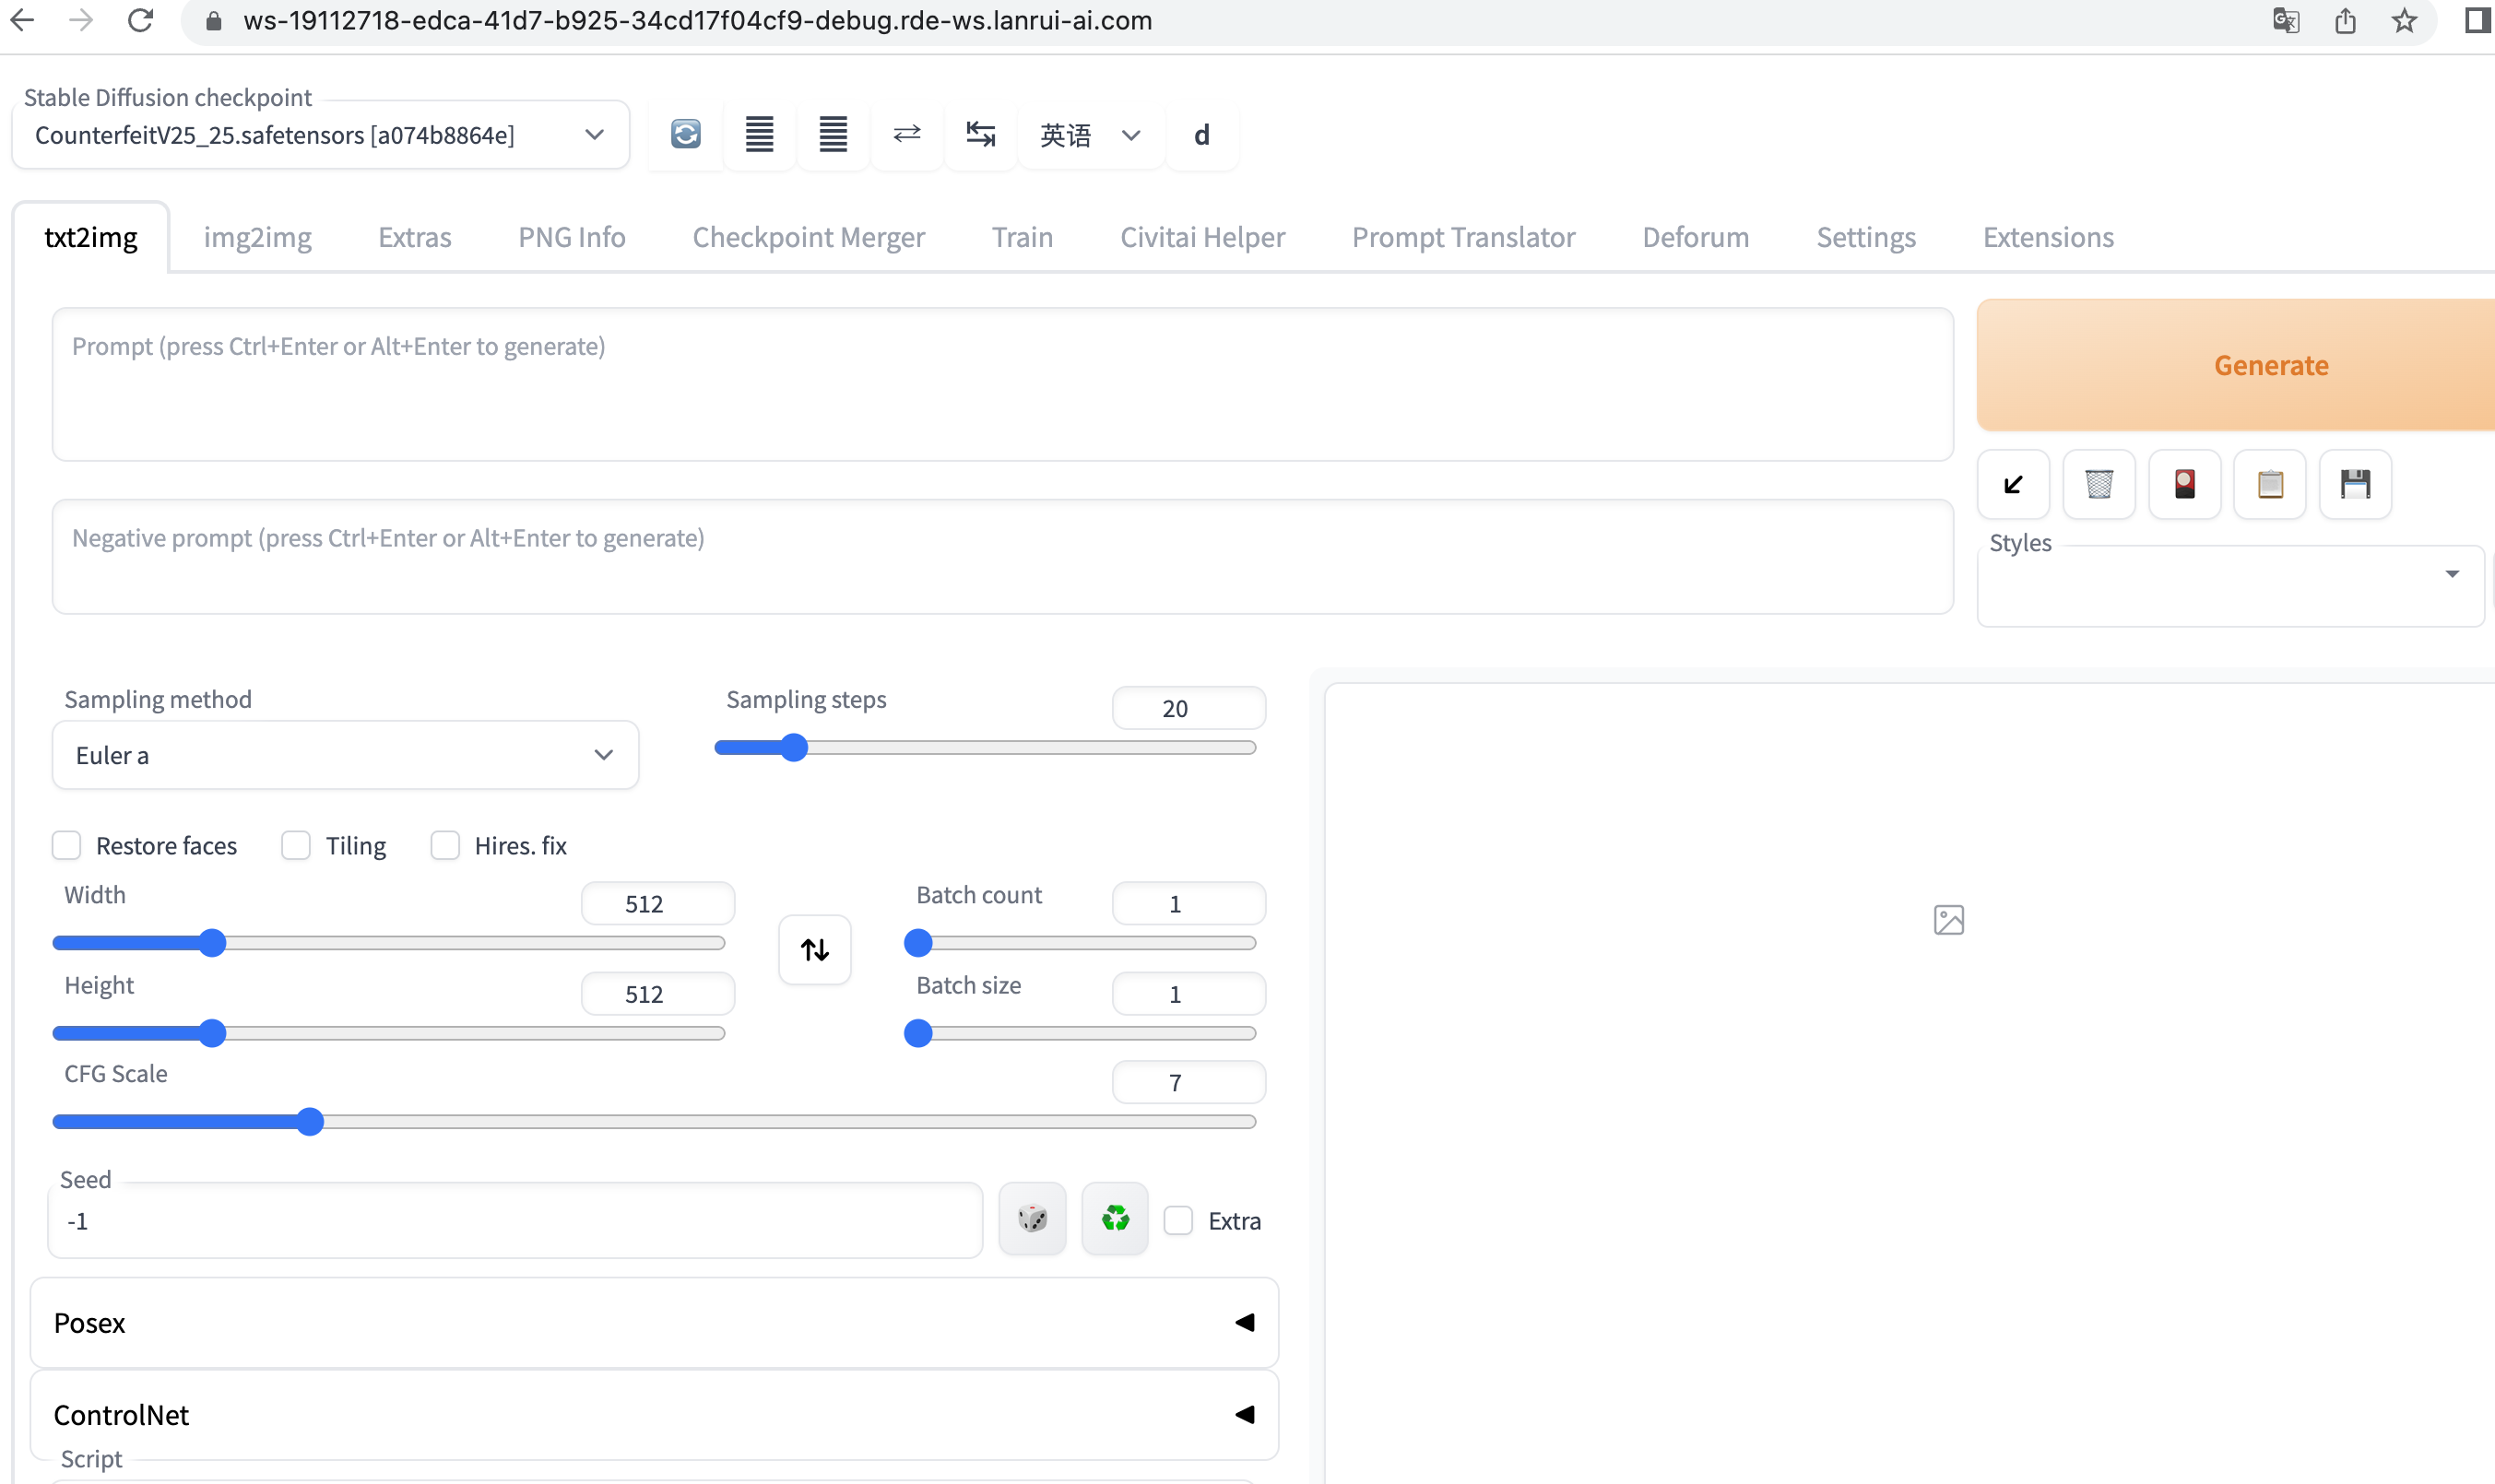 ws-19112718-edca-41d7-b925-34cd17f04cf9-debug.rde-ws.lanrui-ai.com
Stable Diffusion checkpoint
CounterfeitV25_25.safetensors [a074b8864e]
英语
d
txt2img
img2img
Extras
PNG Info
Checkpoint Merger
Train
Civitai Helper
Prompt Translator
Deforum
Settings
Extensions
Prompt (press Ctrl+Enter or Alt+Enter to generate)
Generate
Negative prompt (press Ctrl+Enter or Alt+Enter to generate)
Styles
Sampling method
Euler a
Sampling steps
20
Restore faces
Tiling
Hires. fix
Width
512
Batch count
1
Height
512
Batch size
1
CFG Scale
7
Seed
-1
Extra
Posex
ControlNet
Script